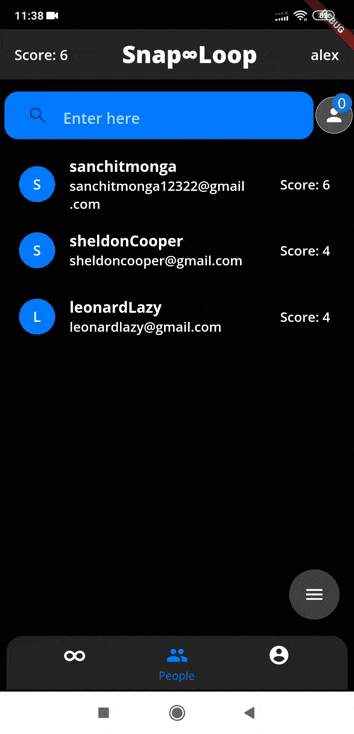 11:38
DEBUG
Score: 6
Snap∞Loop
alex
Enter here
0
S
sanchitmonga
sanchitmonga12322@gmail
.com
Score: 6
S
sheldonCooper
sheldoncooper@gmail.com
Score: 4
L
leonardLazy
leonardlazy@gmail.com
Score: 4
People